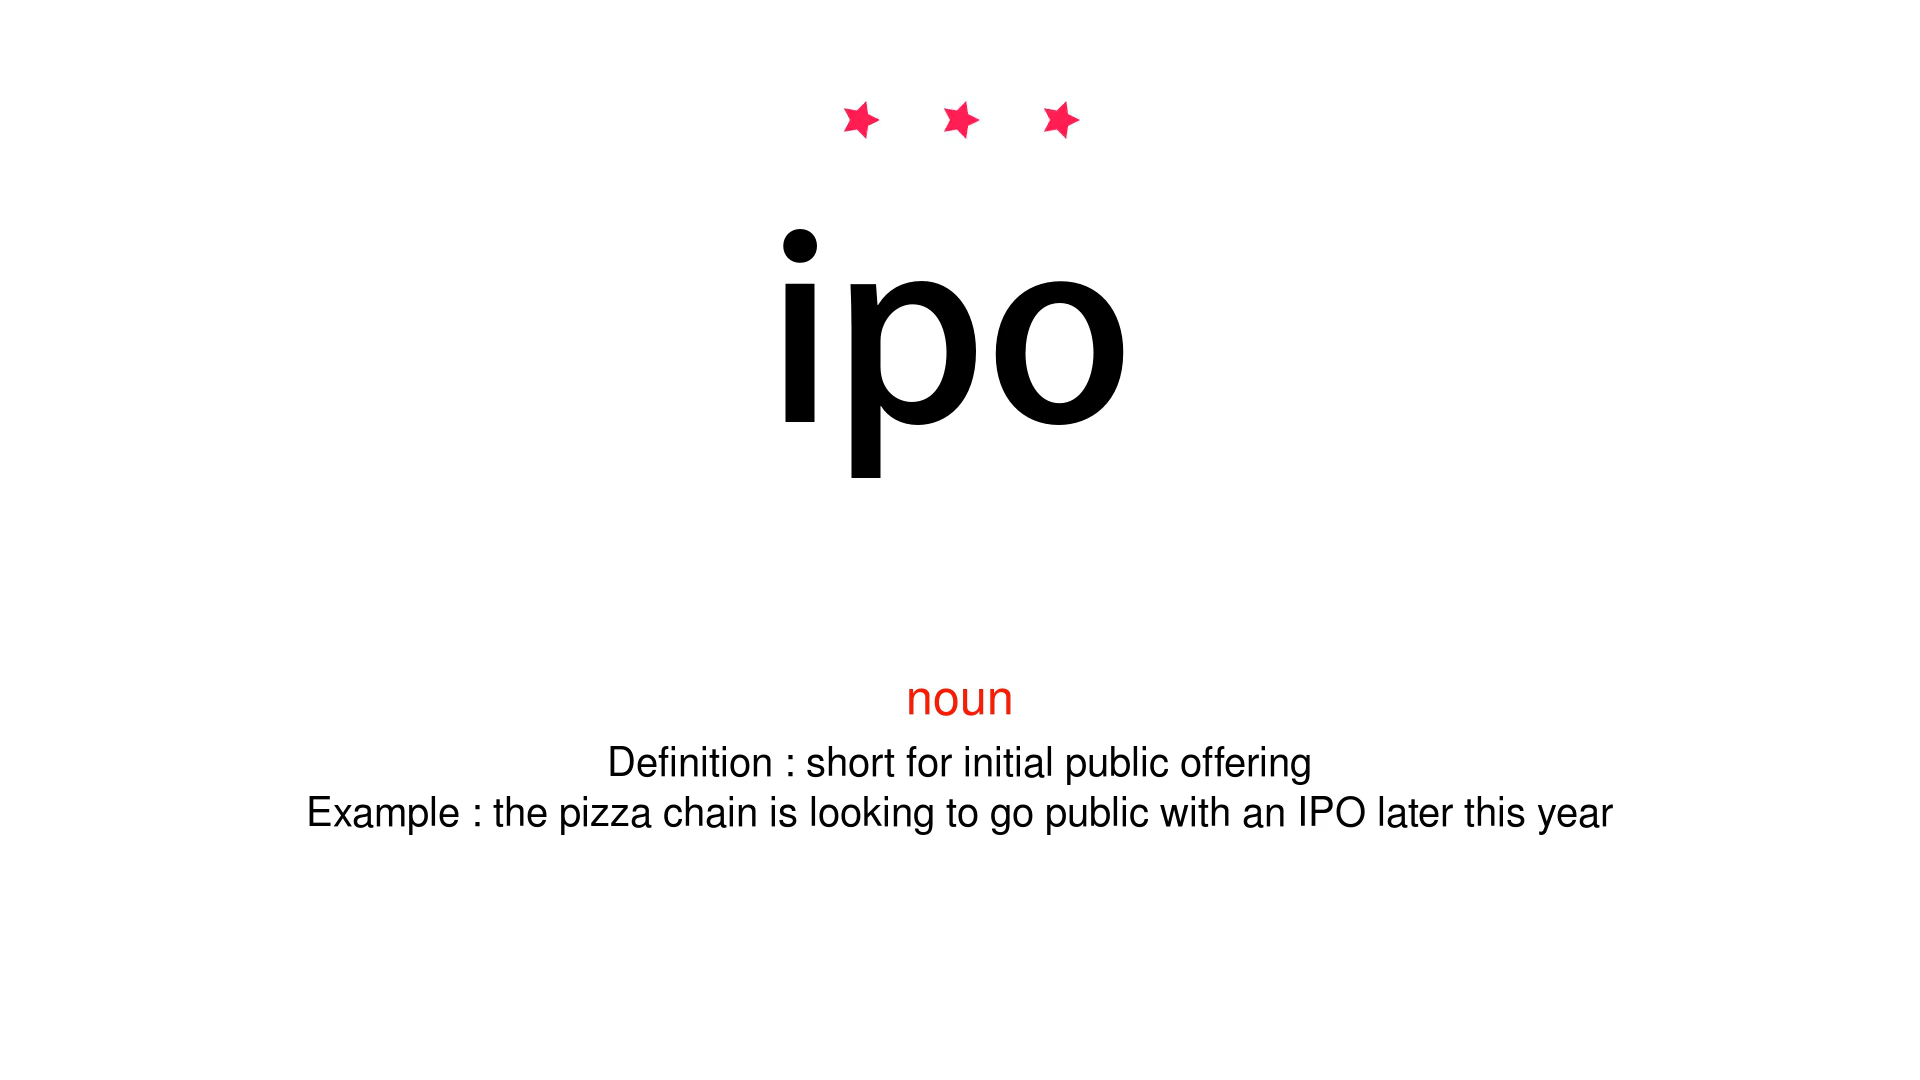 ipo
noun
Definition : short for initial public offering
Example : the pizza chain is looking to go public with an IPO later this year